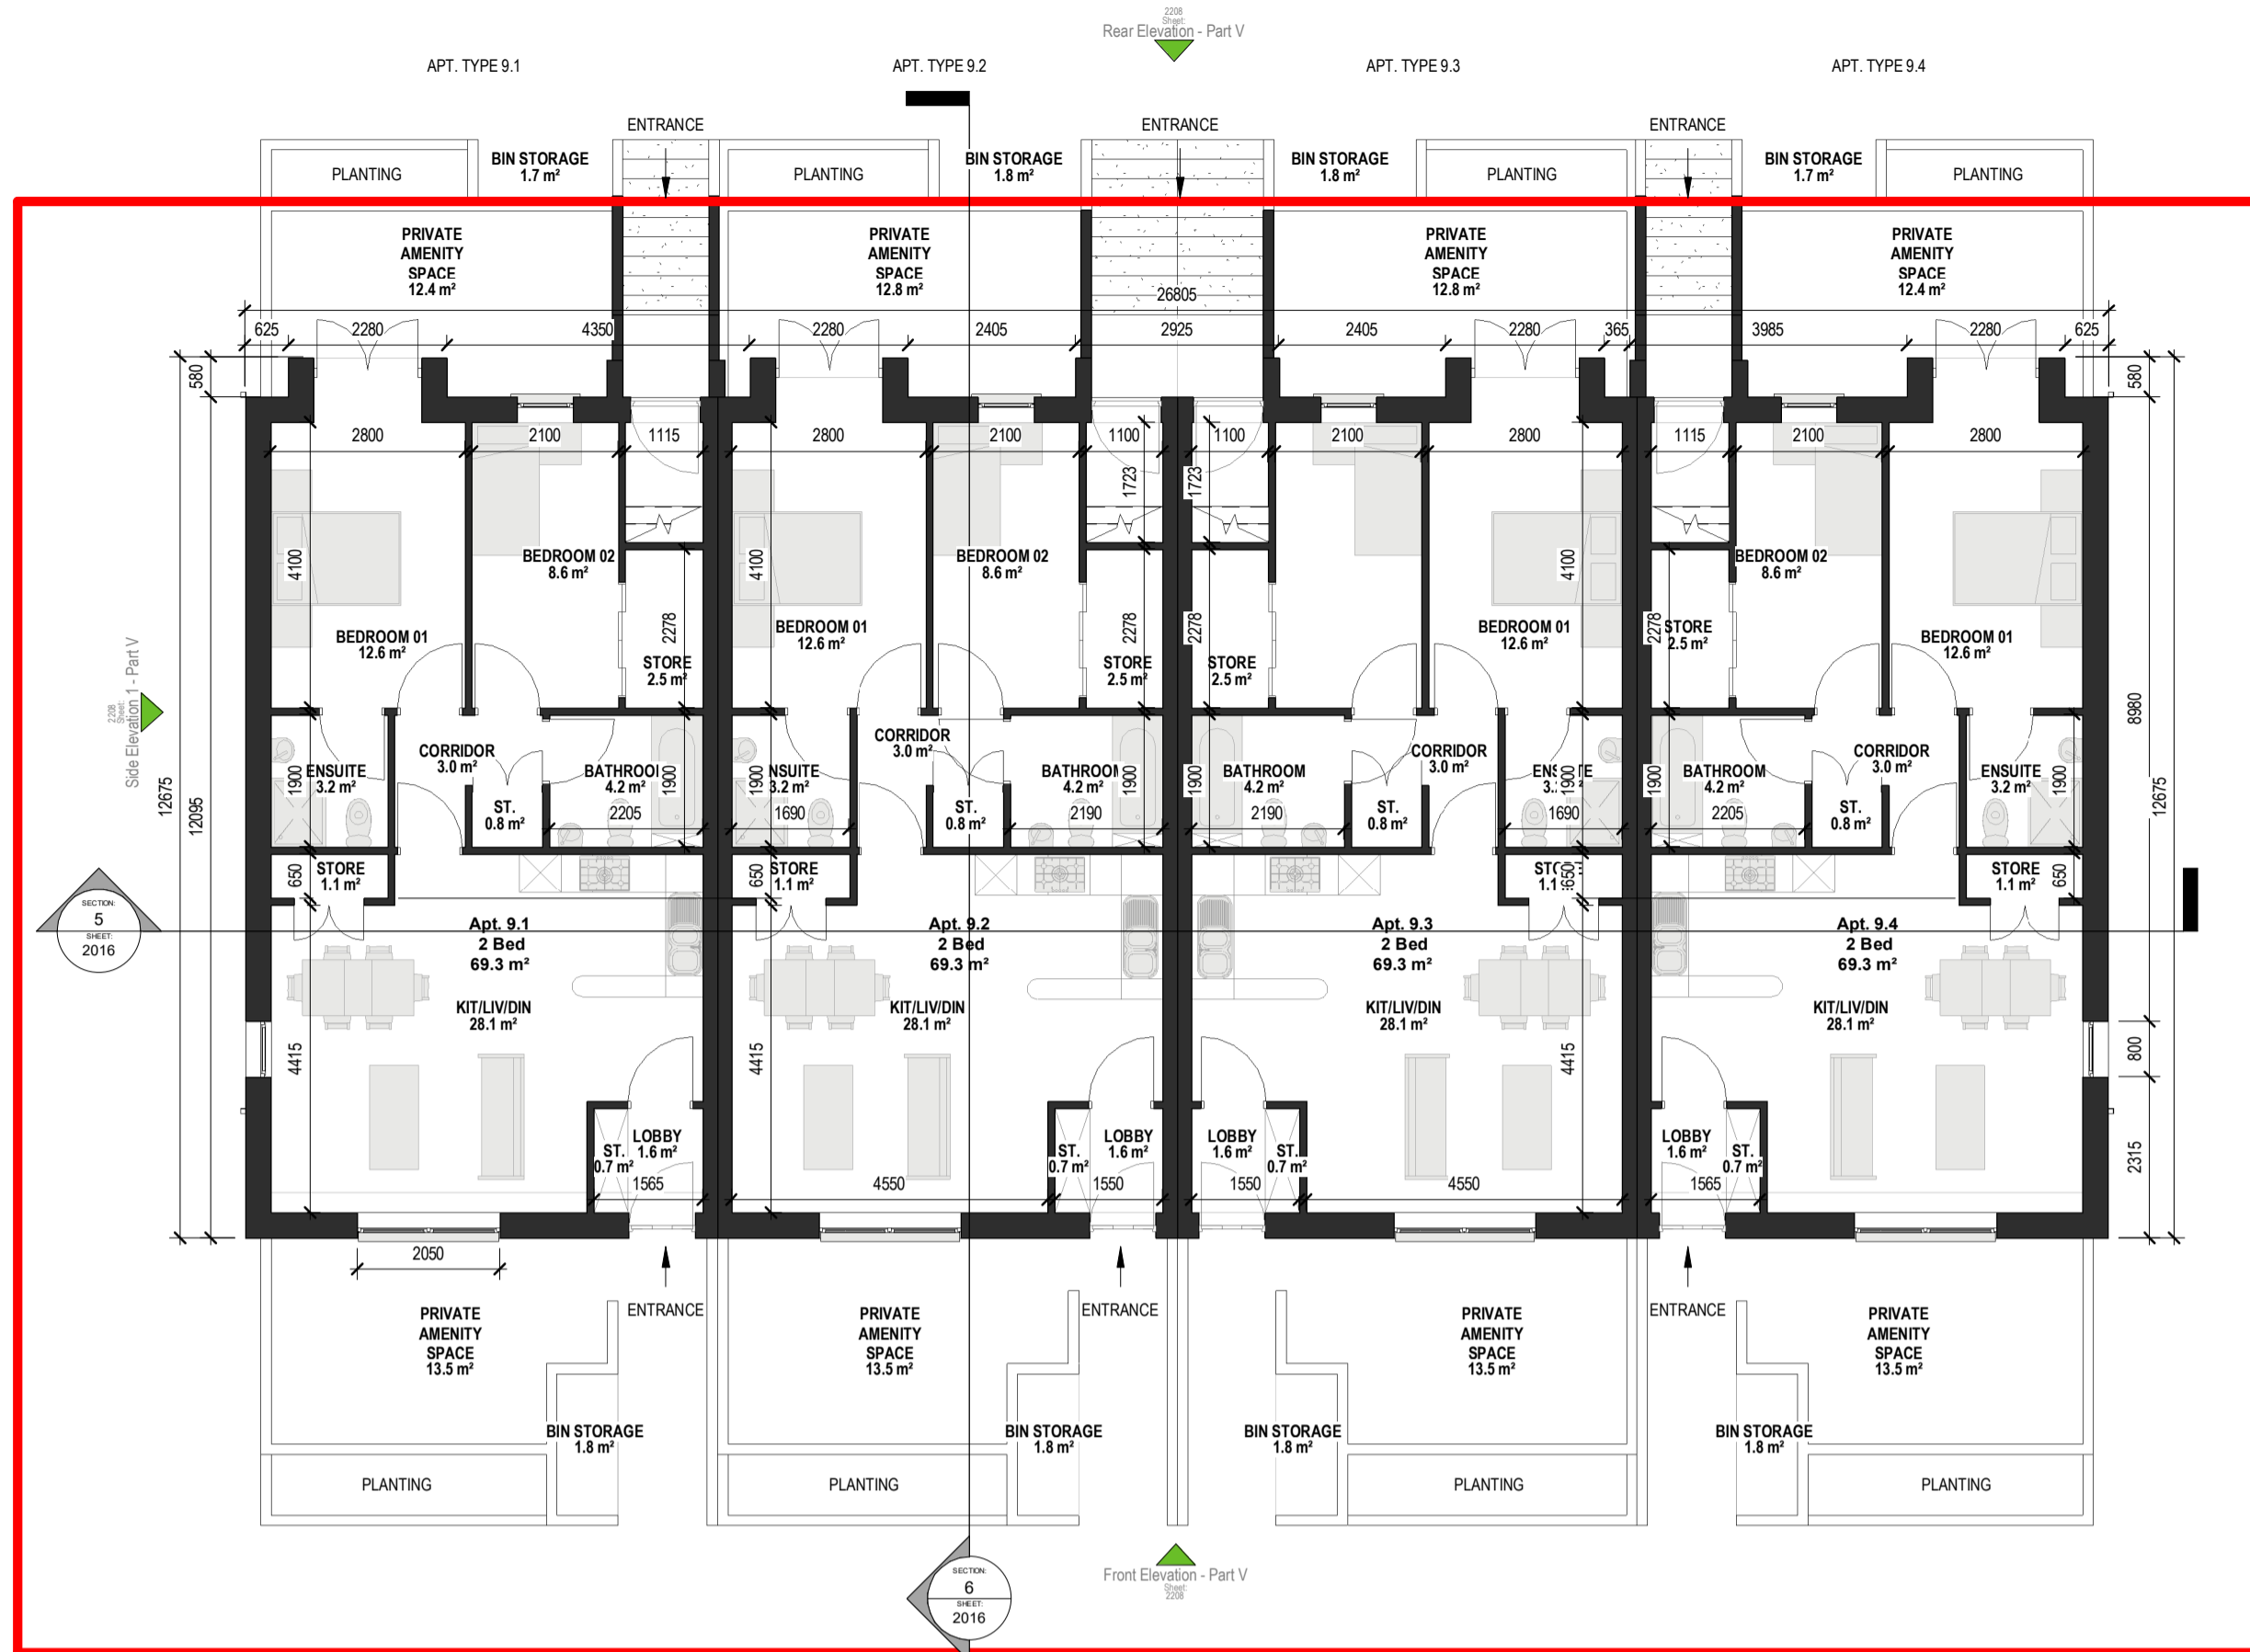 2208
Sheet:
Rear Elevation - Part V
APT. TYPE 9.1
APT. TYPE 9.2
APT. TYPE 9.3
APT. TYPE 9.4
ENTRANCE
ENTRANCE
ENTRANCE
PLANTING
BIN STORAGE
1.7 m²
PLANTING
BIN STORAGE
1.8 m²
BIN STORAGE
1.8 m²
PLANTING
BIN STORAGE
1.7 m²
PLANTING
PRIVATE
AMENITY
SPACE
12.4 m²
PRIVATE
AMENITY
SPACE
12.8 m²
PRIVATE
AMENITY
SPACE
12.8 m²
PRIVATE
AMENITY
SPACE
12.4 m²
26805
625
2280
4350
2280
2405
2925
2405
2280
365
3985
2280
625
580
580
2800
2100
1115
2800
2100
1100
1100
2100
2800
1115
2100
2800
1723
1723
4100
4100
4100
BEDROOM 02
8.6 m²
BEDROOM 02
8.6 m²
BEDROOM 02
8.6 m²
BEDROOM 01
12.6 m²
BEDROOM 01
12.6 m²
BEDROOM 01
12.6 m²
BEDROOM 01
12.6 m²
2278
2278
2278
2278
STORE
2.5 m²
STORE
2.5 m²
STORE
2.5 m²
STORE
2.5 m²
Side Elevation 1 - Part V
2208
Sheet:
12675
12095
8980
12675
CORRIDOR
3.0 m²
CORRIDOR
3.0 m²
CORRIDOR
3.0 m²
CORRIDOR
3.0 m²
1900
ENSUITE
3.2 m²
BATHROOM
4.2 m²
1900
1900
ENSUITE
3.2 m²
BATHROOM
4.2 m²
1900
1900
BATHROOM
4.2 m²
ENSUITE
1900
1900
BATHROOM
4.2 m²
ENSUITE
3.2 m²
1900
ST.
0.8 m²
2205
1690
ST.
0.8 m²
2190
2190
ST.
0.8 m²
1690
2205
ST.
0.8 m²
650
STORE
1.1 m²
650
STORE
1.1 m²
650
650
STORE
1.1 m²
SECTION:
5
SHEET:
2016
Apt. 9.1
2 Bed
69.3 m²
Apt. 9.2
2 Bed
69.3 m²
Apt. 9.3
2 Bed
69.3 m²
Apt. 9.4
2 Bed
69.3 m²
KIT/LIV/DIN
28.1 m²
KIT/LIV/DIN
28.1 m²
KIT/LIV/DIN
28.1 m²
KIT/LIV/DIN
28.1 m²
4415
4415
4415
800
2315
LOBBY
1.6 m²
ST.
0.7 m²
1565
LOBBY
1.6 m²
ST.
0.7 m²
4550
1550
LOBBY
1.6 m²
ST.
0.7 m²
1550
4550
LOBBY
1.6 m²
ST.
0.7 m²
1565
2050
ENTRANCE
ENTRANCE
ENTRANCE
PRIVATE
AMENITY
SPACE
13.5 m²
PRIVATE
AMENITY
SPACE
13.5 m²
PRIVATE
AMENITY
SPACE
13.5 m²
PRIVATE
AMENITY
SPACE
13.5 m²
BIN STORAGE
1.8 m²
BIN STORAGE
1.8 m²
BIN STORAGE
1.8 m²
BIN STORAGE
1.8 m²
PLANTING
PLANTING
PLANTING
PLANTING
SECTION:
6
SHEET:
2016
Front Elevation - Part V
Sheet:
2208